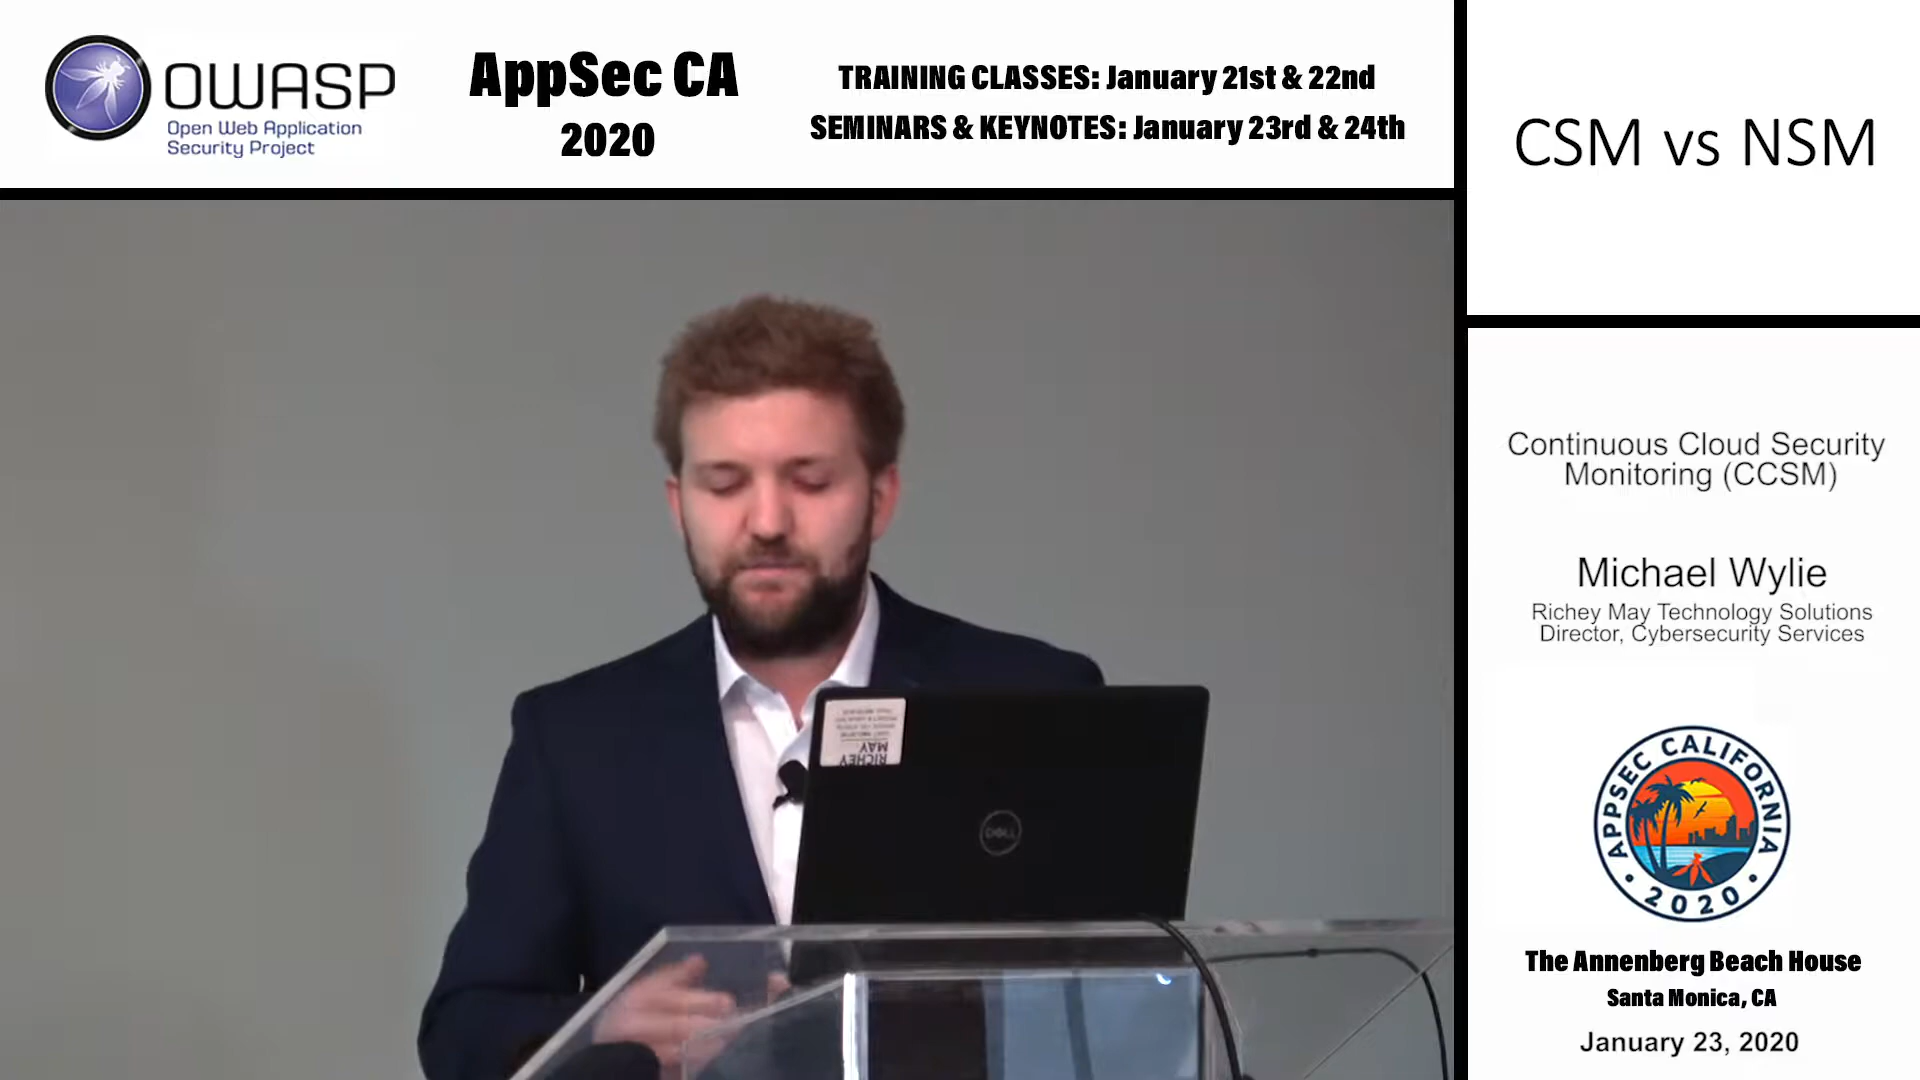 OWASP
Open Web Application
Security Project
AppSec CA
2020
TRAINING CLASSES: January 21st & 22nd
SEMINARS & KEYNOTES: January 23rd & 24th
CSM vs NSM
Continuous Cloud Security
Monitoring (CCSM)
Michael Wylie
Richey May Technology Solutions
Director, Cybersecurity Services
RICHEY
MAY
DELL
APPSEC CALIFORNIA
• 2020 •
The Annenberg Beach House
Santa Monica, CA
January 23, 2020